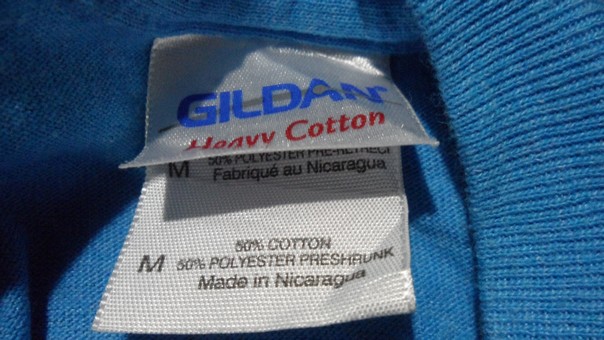 GILDAN
Heavy Cotton
50% POLYESTER PRE-RETRECI
M Fabriqué au Nicaragua
50% COTTON
M 50% POLYESTER PRESHRUNK
Made in Nicaragua